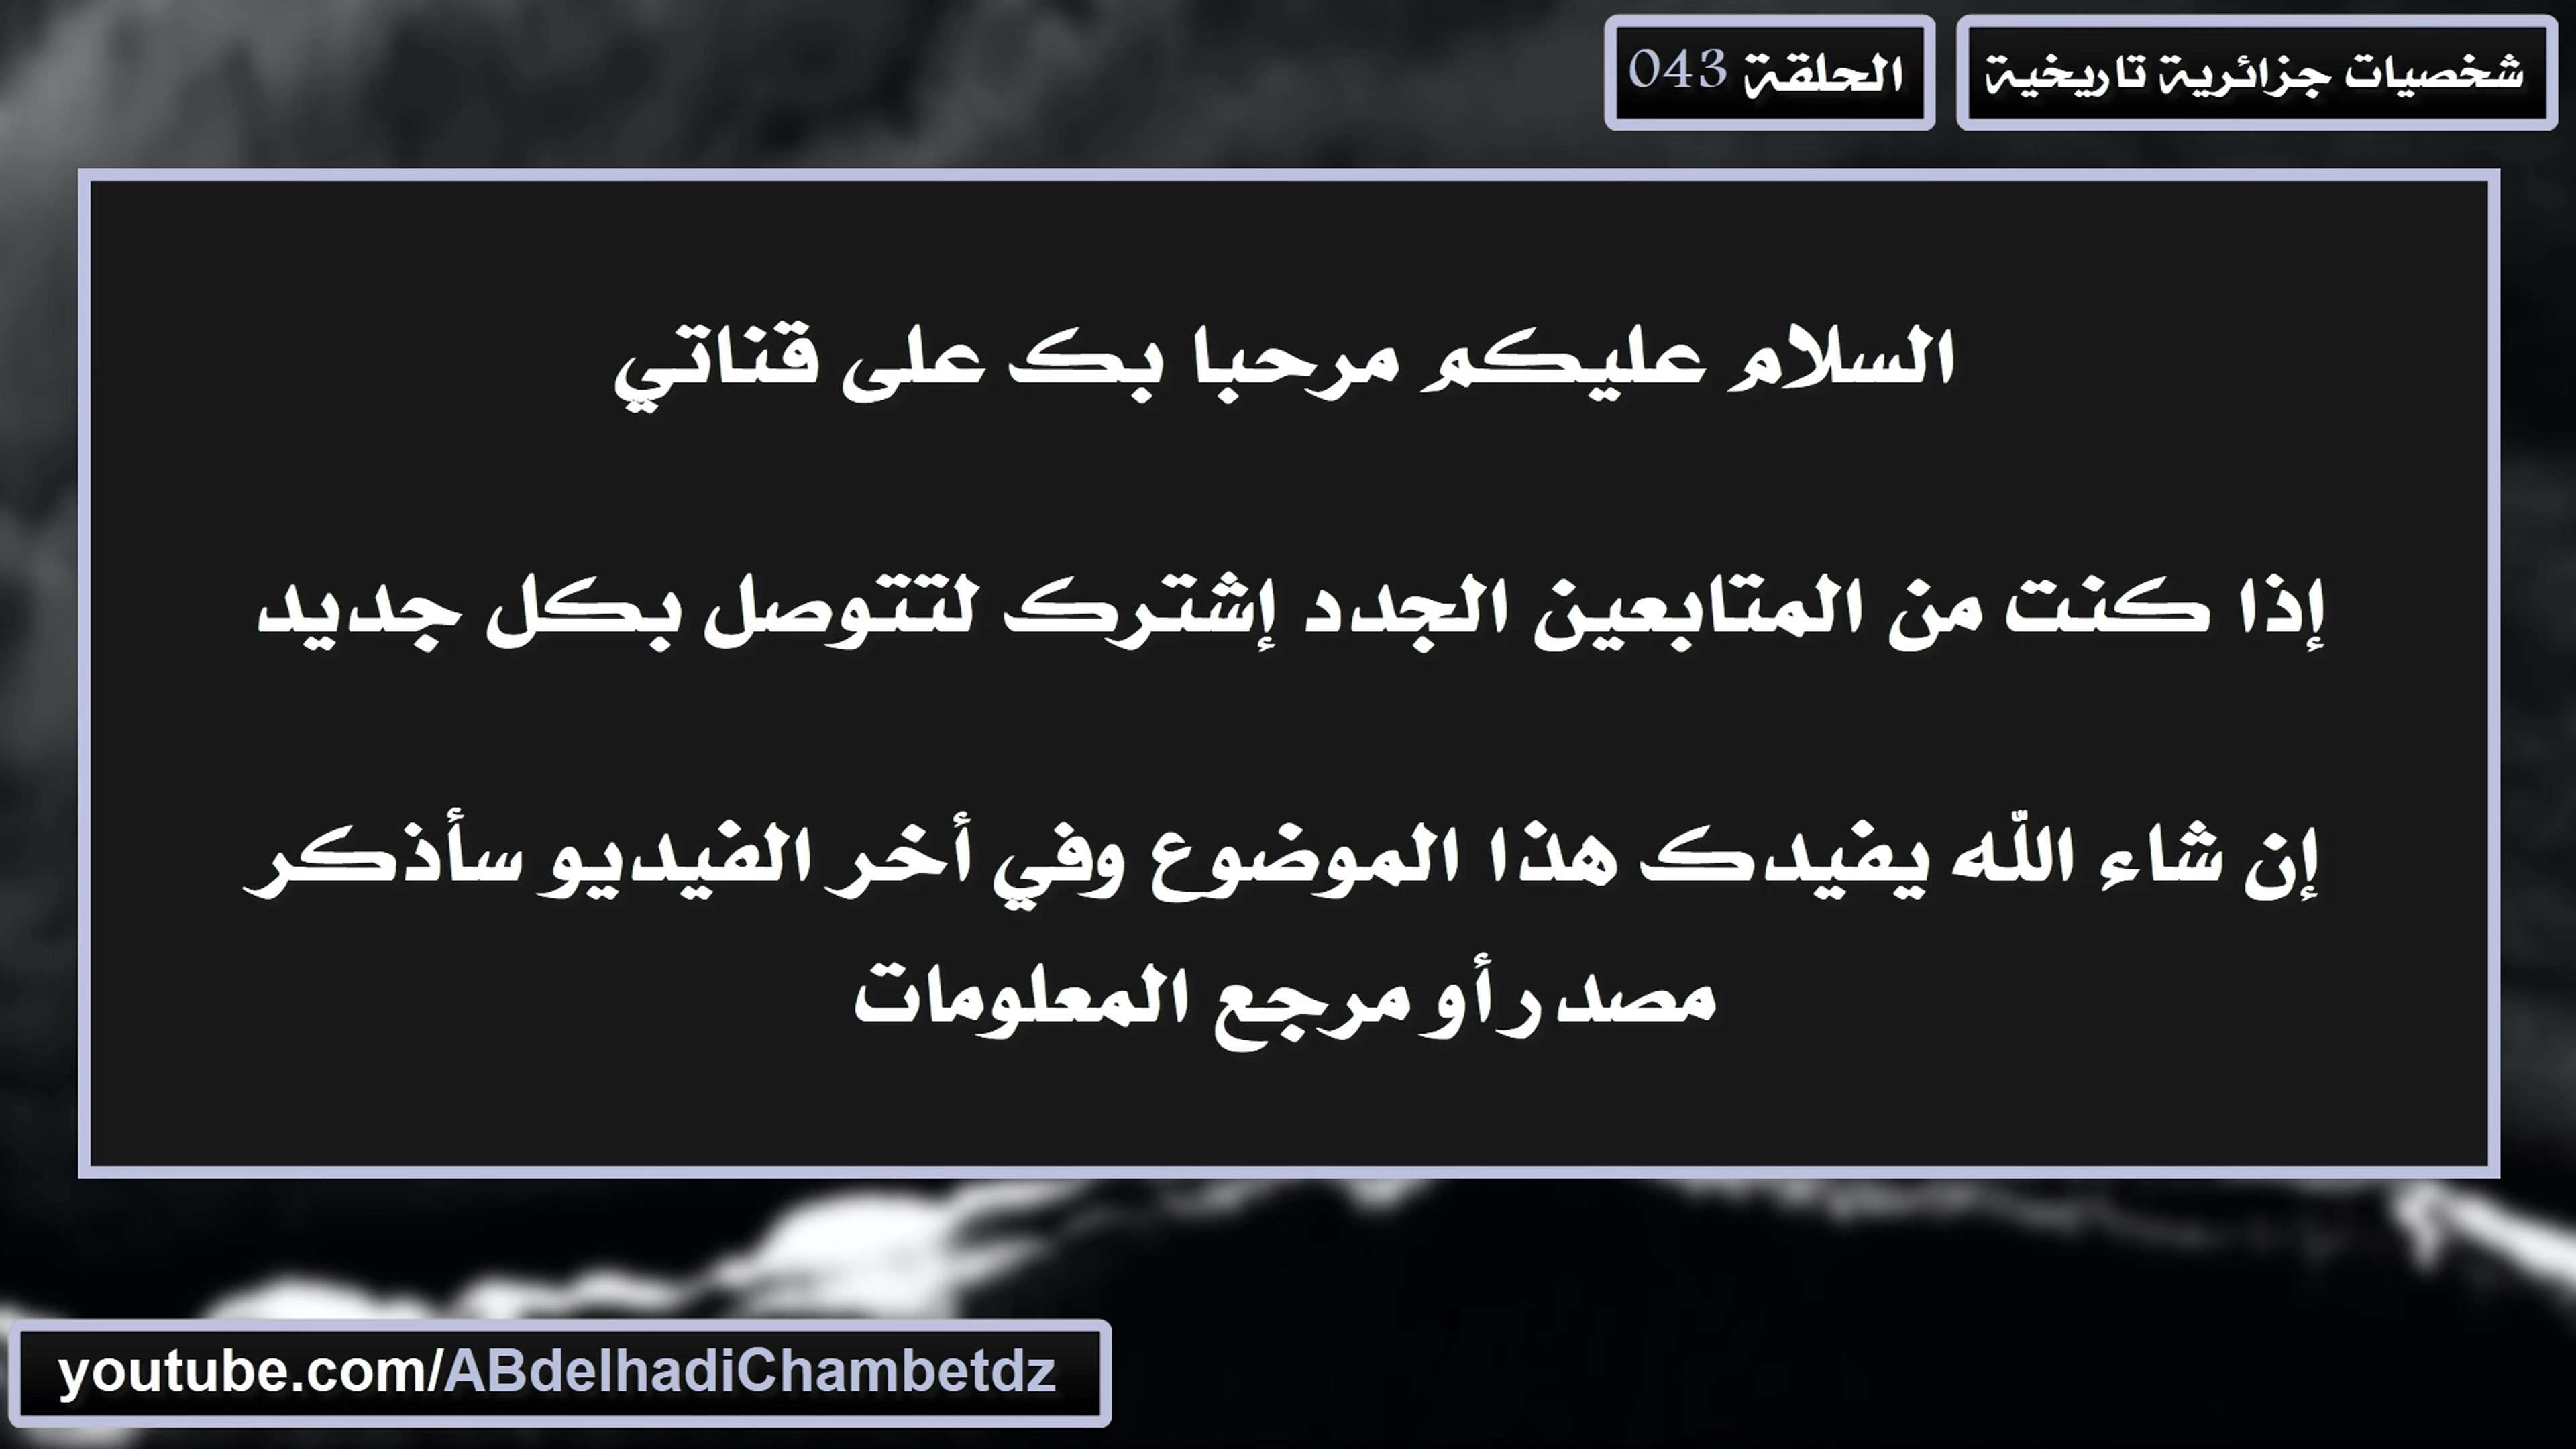 شخصيات جزائرية تاريخية
الحلقة 043
السلام عليكم مرحبا بك على قناتي
إذا كنت من المتابعين الجدد إشترك لتتوصل بكل جديد
إن شاء الله يفيدك هذا الموضوع وفي أخر الفيديو سأذكر
مصدر أو مرجع المعلومات
youtube.com/ABdelhadiChambetdz